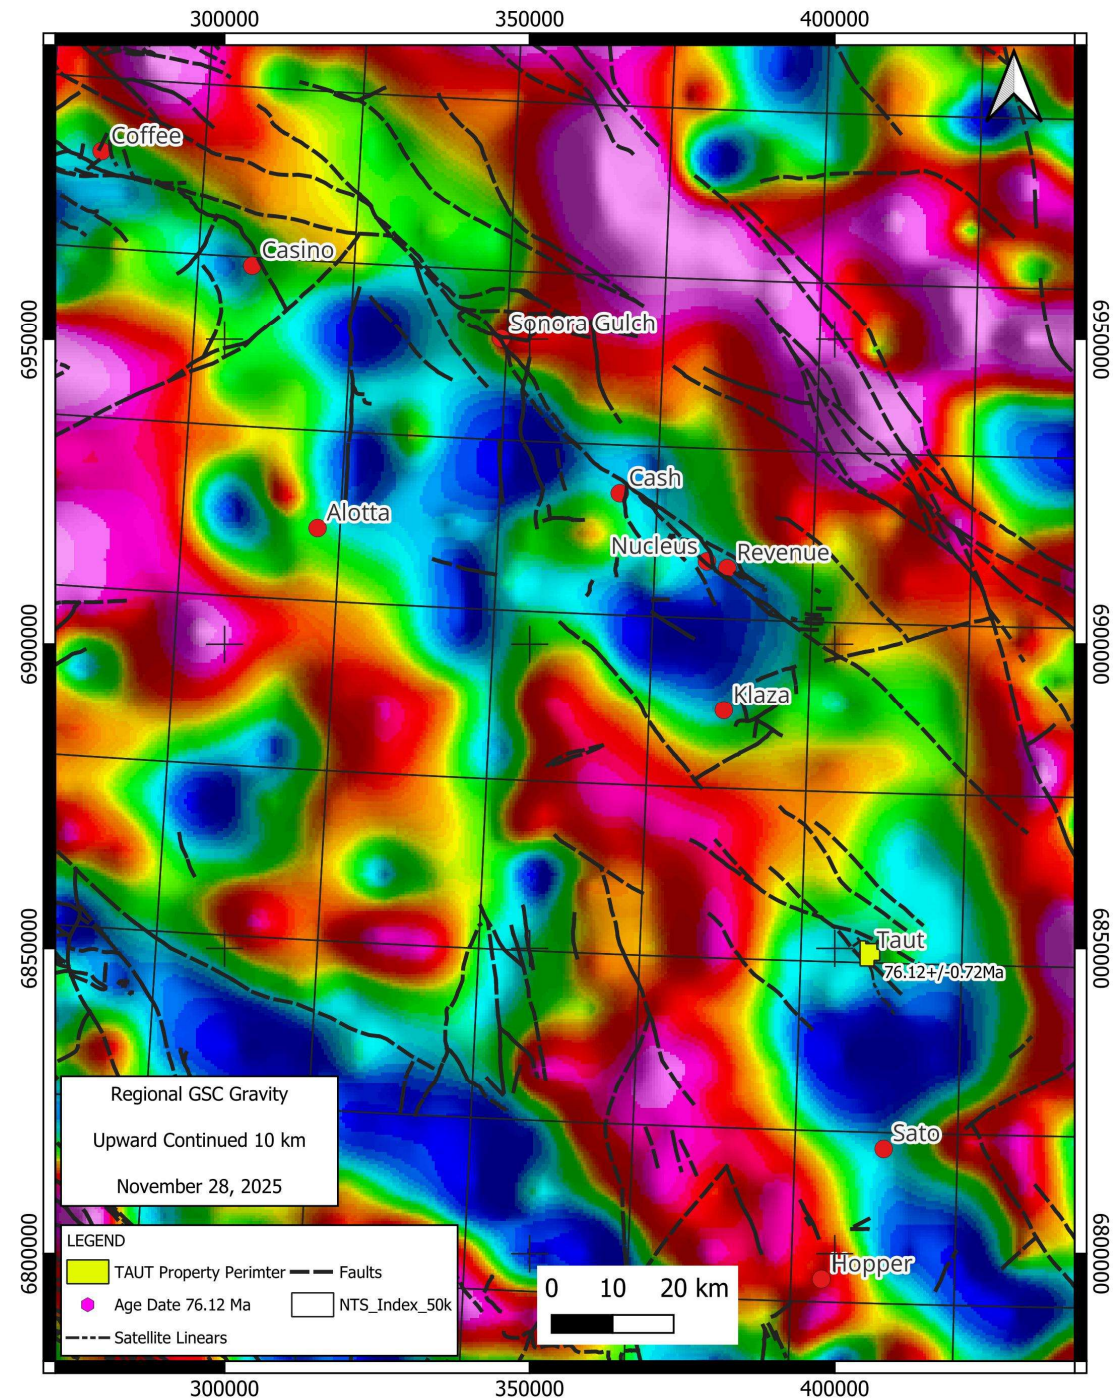 300000
350000
400000
Coffee
Casino
6950000
6950000
Sonora Gulch
Cash
Alotta
Nucleus
Revenue
6900000
6900000
Klaza
6850000
6850000
Taut
76.12+/-0.72Ma
Regional GSC Gravity
Upward Continued 10 km
November 28, 2025
Sato
6800000
6800000
LEGEND
TAUT Property Perimter
Faults
Age Date 76.12 Ma
NTS_Index_50k
Satellite Linears
Hopper
0 10 20 km
300000
350000
400000